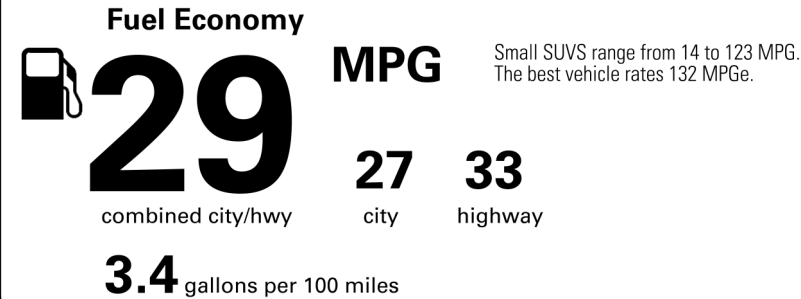 Fuel Economy
29
MPG
Small SUVS range from 14 to 123 MPG.
The best vehicle rates 132 MPGe.
combined city/hwy
27
city
33
highway
3.4 gallons per 100 miles